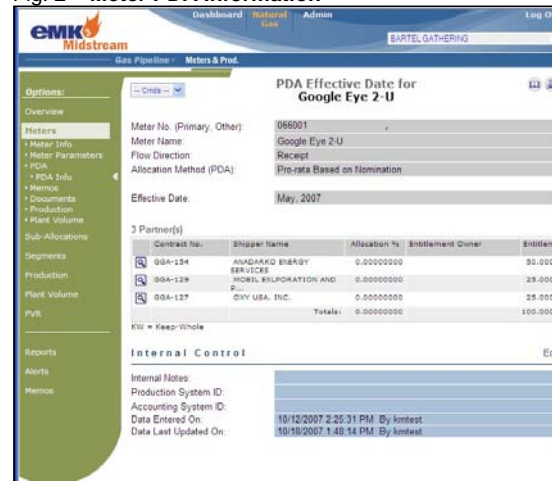 Fig. 2 – Meter PDA Information
Dashboard Natural Gas Admin Log O
emk Midstream
BARTEL GATHERING
Gas Pipeline Meters & Prod.
Options:
Overview
Meters
• Meter Info
• Meter Parameters
• PDA
• PDA Info
• Memos
• Documents
• Production
• Plant Volume
Sub-Allocations
Segments
Production
Plant Volume
PVR
Reports
Alerts
Memos
-- Cmds --
PDA Effective Date for
Google Eye 2-U
Meter No. (Primary, Other): 066001 ,
Meter Name: Google Eye 2-U
Flow Direction: Receipt
Allocation Method (PDA): Pro-rata Based on Nomination
Effective Date: May, 2007
3 Partner(s)
Contract No. Shipper Name Allocation % Entitlement Owner Entitlem
GGA-134 ANADARKO ENERGY SERVICES 0.00000000 50.000
GGA-129 MOBIL EXLPORATION AND P... 0.00000000 25.000
GGA-127 OXY USA, INC. 0.00000000 25.000
Totals: 0.00000000 100.000
KW = Keep-Whole
Internal Control Ed
Internal Notes:
Production System ID:
Accounting System ID:
Data Entered On: 10/12/2007 2:25:31 PM By kmtest
Data Last Updated On: 10/18/2007 1:48:14 PM By kmtest